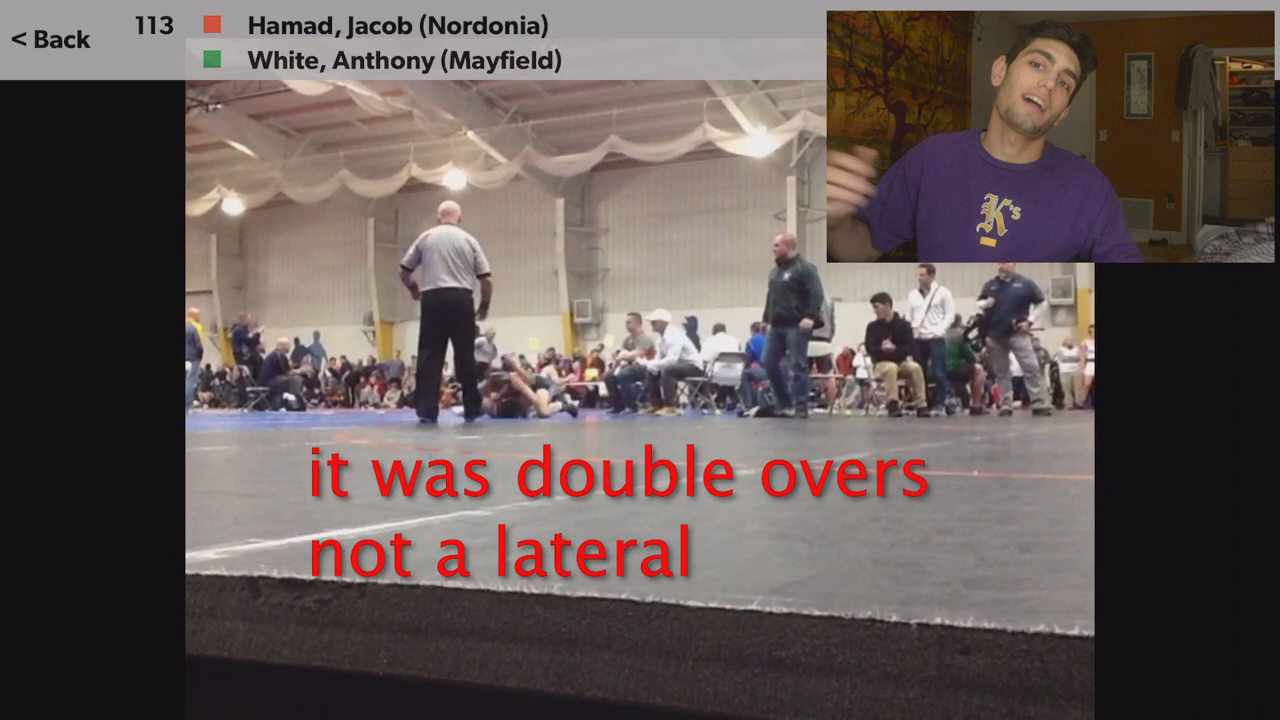 < Back
113
Hamad, Jacob (Nordonia)
White, Anthony (Mayfield)
K's
it was double overs
not a lateral